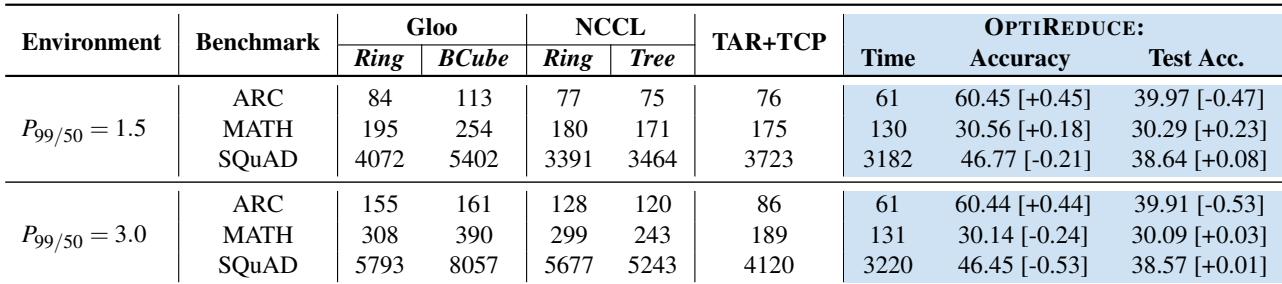 Environment Benchmark Gloo NCCL TAR+TCP OPTIREDUCE:
Ring BCube Ring Tree Time Accuracy Test Acc.
ARC 84 113 77 75 76 61 60.45 [+0.45] 39.97 [-0.47]
P99/50 = 1.5 MATH 195 254 180 171 175 130 30.56 [+0.18] 30.29 [+0.23]
SQuAD 4072 5402 3391 3464 3723 3182 46.77 [-0.21] 38.64 [+0.08]
ARC 155 161 128 120 86 61 60.44 [+0.44] 39.91 [-0.53]
P99/50 = 3.0 MATH 308 390 299 243 189 131 30.14 [-0.24] 30.09 [+0.03]
SQuAD 5793 8057 5677 5243 4120 3220 46.45 [-0.53] 38.57 [+0.01]